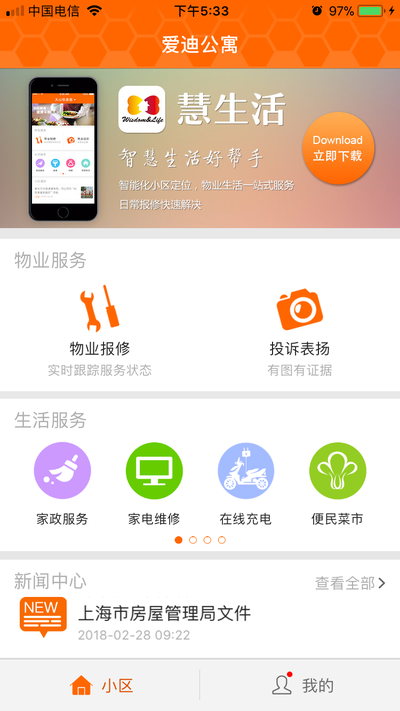 中国电信
下午5:33
97%
爱迪公寓
Wisdom&Life
慧生活
智慧生活好帮手
智能化小区定位，物业生活一站式服务
日常报修快速解决
Download
立即下载
物业服务
物业报修
实时跟踪服务状态
投诉表扬
有图有证据
生活服务
家政服务
家电维修
在线充电
便民菜市
新闻中心
查看全部
NEW
上海市房屋管理局文件
2018-02-28 09:22
小区
我的